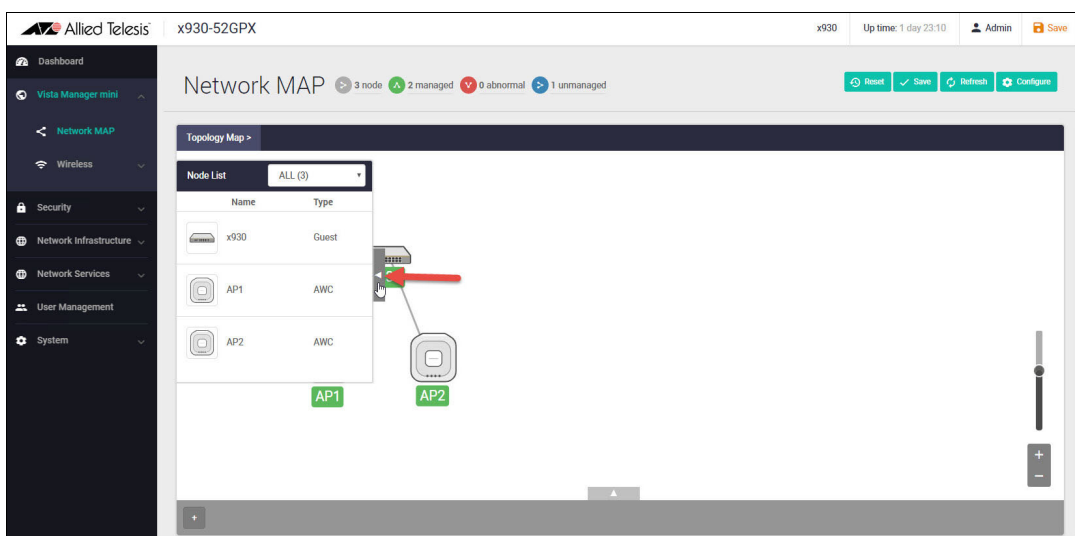 Allied Telesis
x930-52GPX
x930
Up time: 1 day 23:10
Admin
Save
Dashboard
Vista Manager mini
Network MAP
Wireless
Security
Network Infrastructure
Network Services
User Management
System
Network MAP
3 node
2 managed
0 abnormal
1 unmanaged
Reset
Save
Refresh
Configure
Topology Map >
Node List
ALL (3)
Name Type
x930 Guest
AP1 AWC
AP2 AWC
AP1
AP2
+
−
+